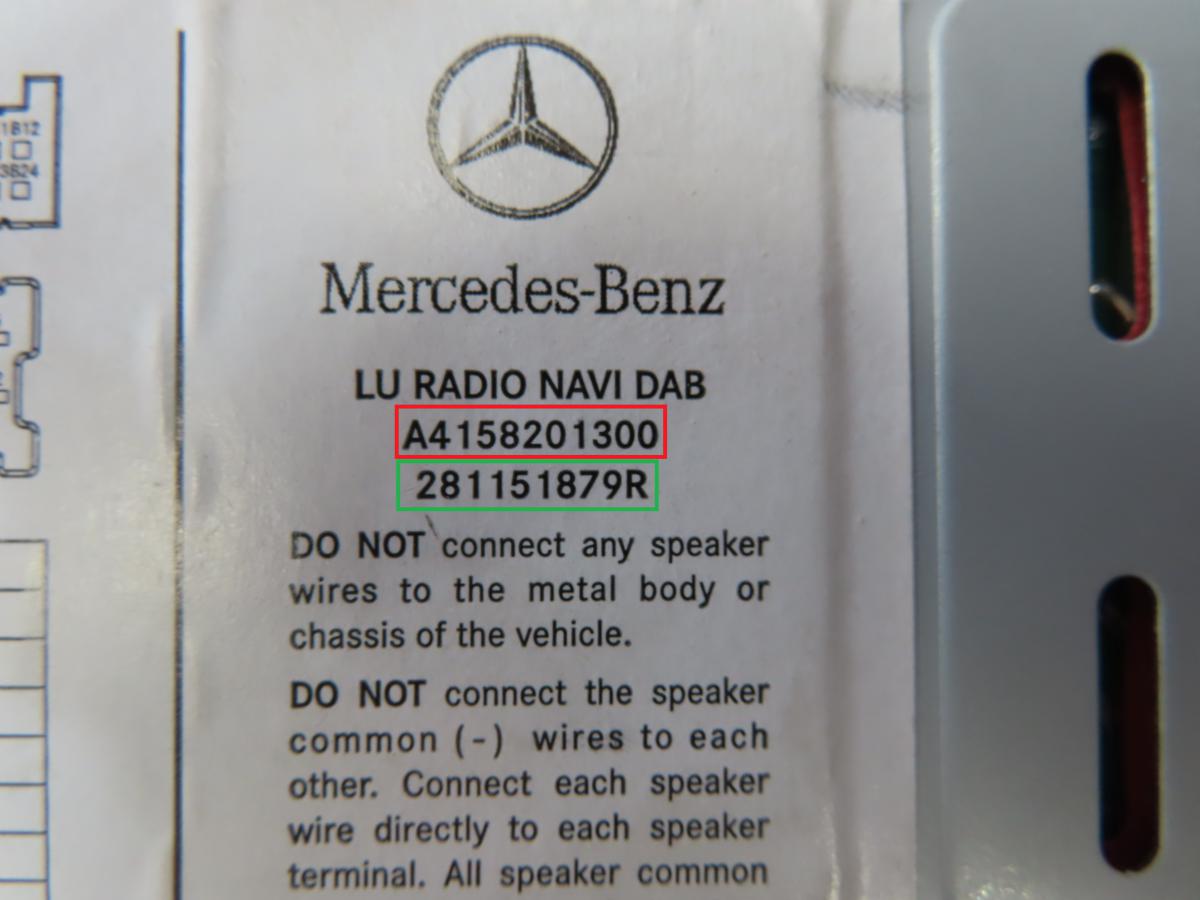 1B12
3B24
Mercedes-Benz
LU RADIO NAVI DAB
A4158201300
281151879R
DO NOT connect any speaker
wires to the metal body or
chassis of the vehicle.
DO NOT connect the speaker
common (-) wires to each
other. Connect each speaker
wire directly to each speaker
terminal. All speaker common